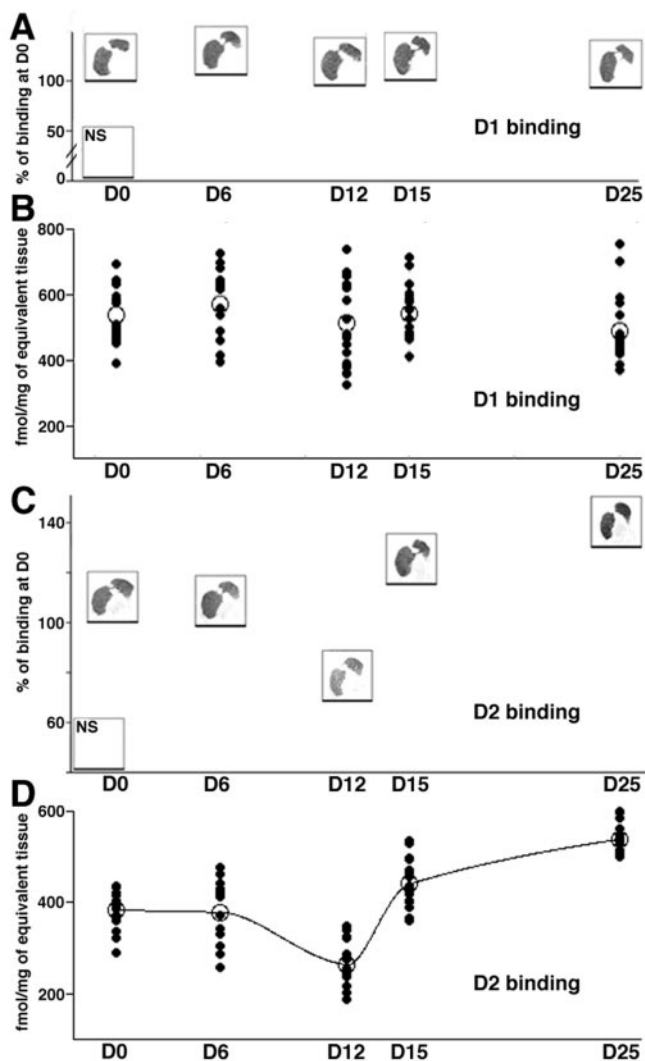 A
% of binding at D0
100
50
0
NS
D1 binding
D0 D6 D12 D15 D25
B
fmol/mg of equivalent tissue
800
600
400
200
D1 binding
D0 D6 D12 D15 D25
C
% of binding at D0
140
100
60
NS
D2 binding
D0 D6 D12 D15 D25
D
fmol/mg of equivalent tissue
600
400
200
D2 binding
D0 D6 D12 D15 D25